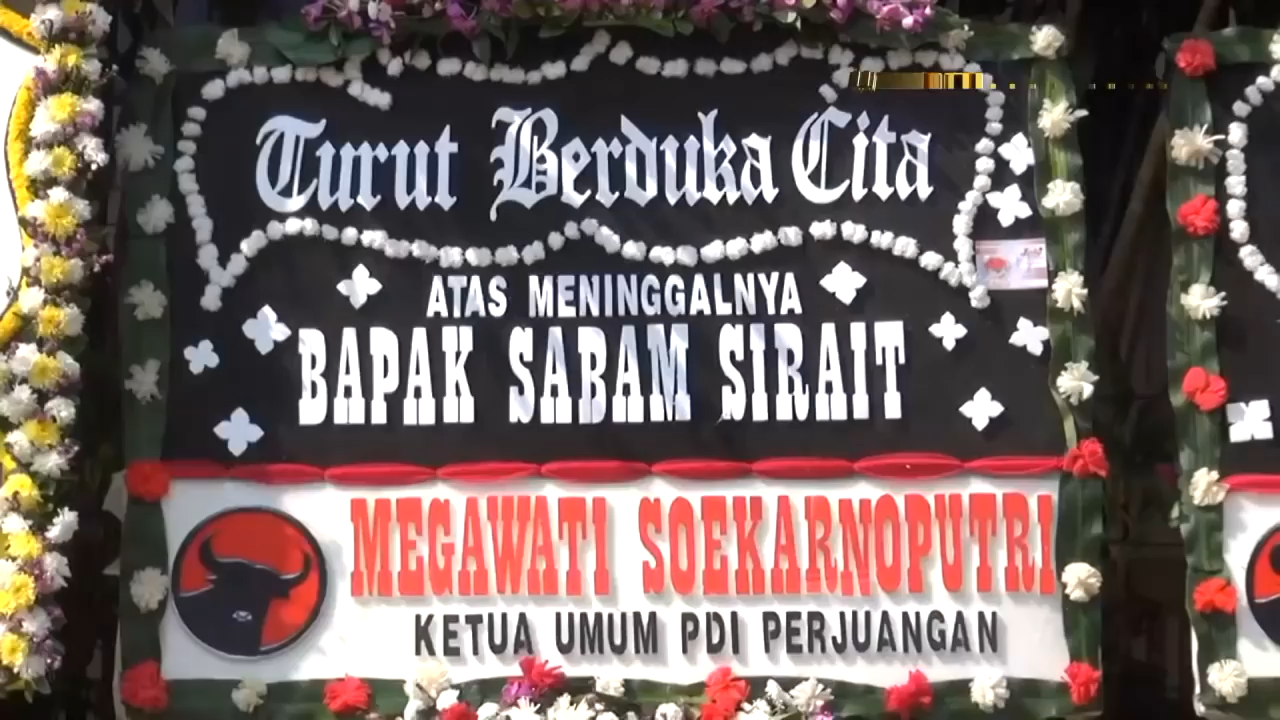 Turut Berduka Cita
ATAS MENINGGALNYA
BAPAK SABAM SIRAIT
MEGAWATI SOEKARNOPUTRI
KETUA UMUM PDI PERJUANGAN